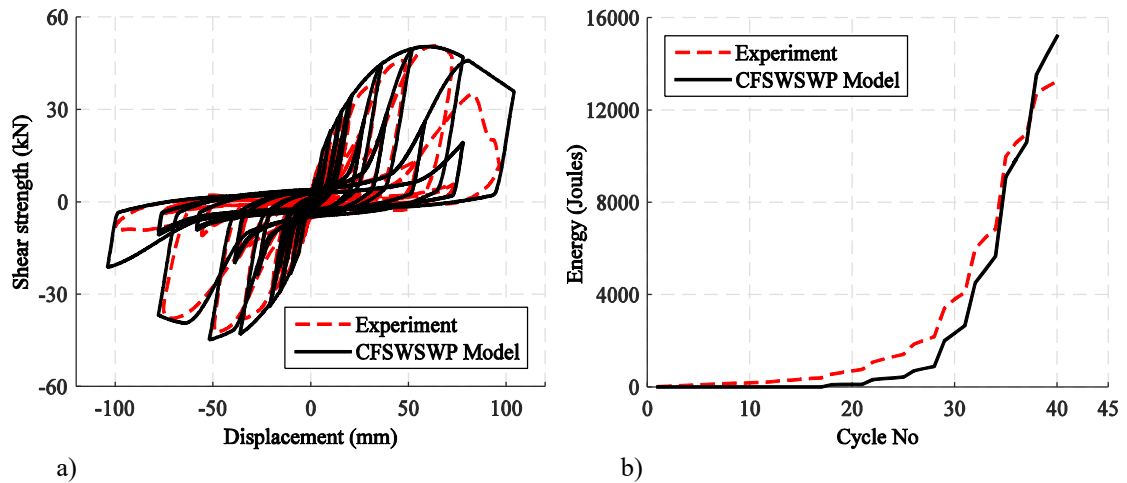 60
30
0
-30
-60
Shear strength (kN)
-100
-50
0
50
100
Displacement (mm)
Experiment
CFSWSWP Model
a)
16000
12000
8000
4000
0
Energy (Joules)
Experiment
CFSWSWP Model
0
10
20
30
40
45
Cycle No
b)